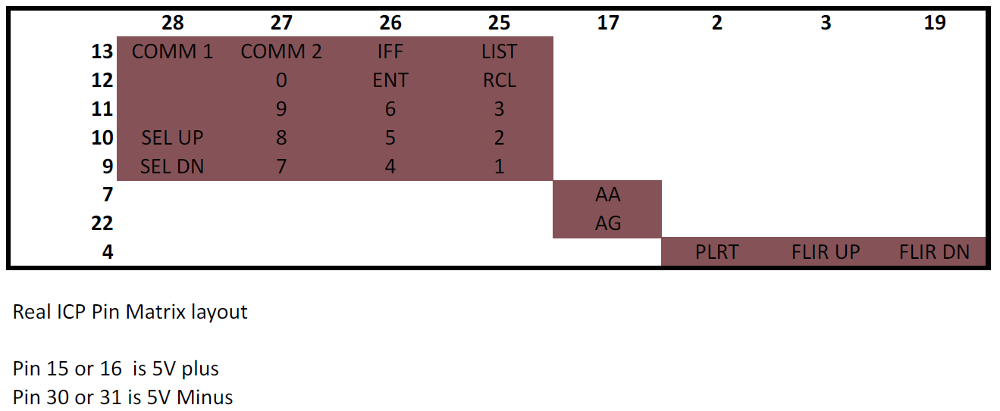 28 27 26 25 17 2 3 19
13 COMM 1 COMM 2 IFF LIST
12 0 ENT RCL
11 9 6 3
10 SEL UP 8 5 2
9 SEL DN 7 4 1
7 AA
22 AG
4 PLRT FLIR UP FLIR DN
Real ICP Pin Matrix layout
Pin 15 or 16 is 5V plus
Pin 30 or 31 is 5V Minus